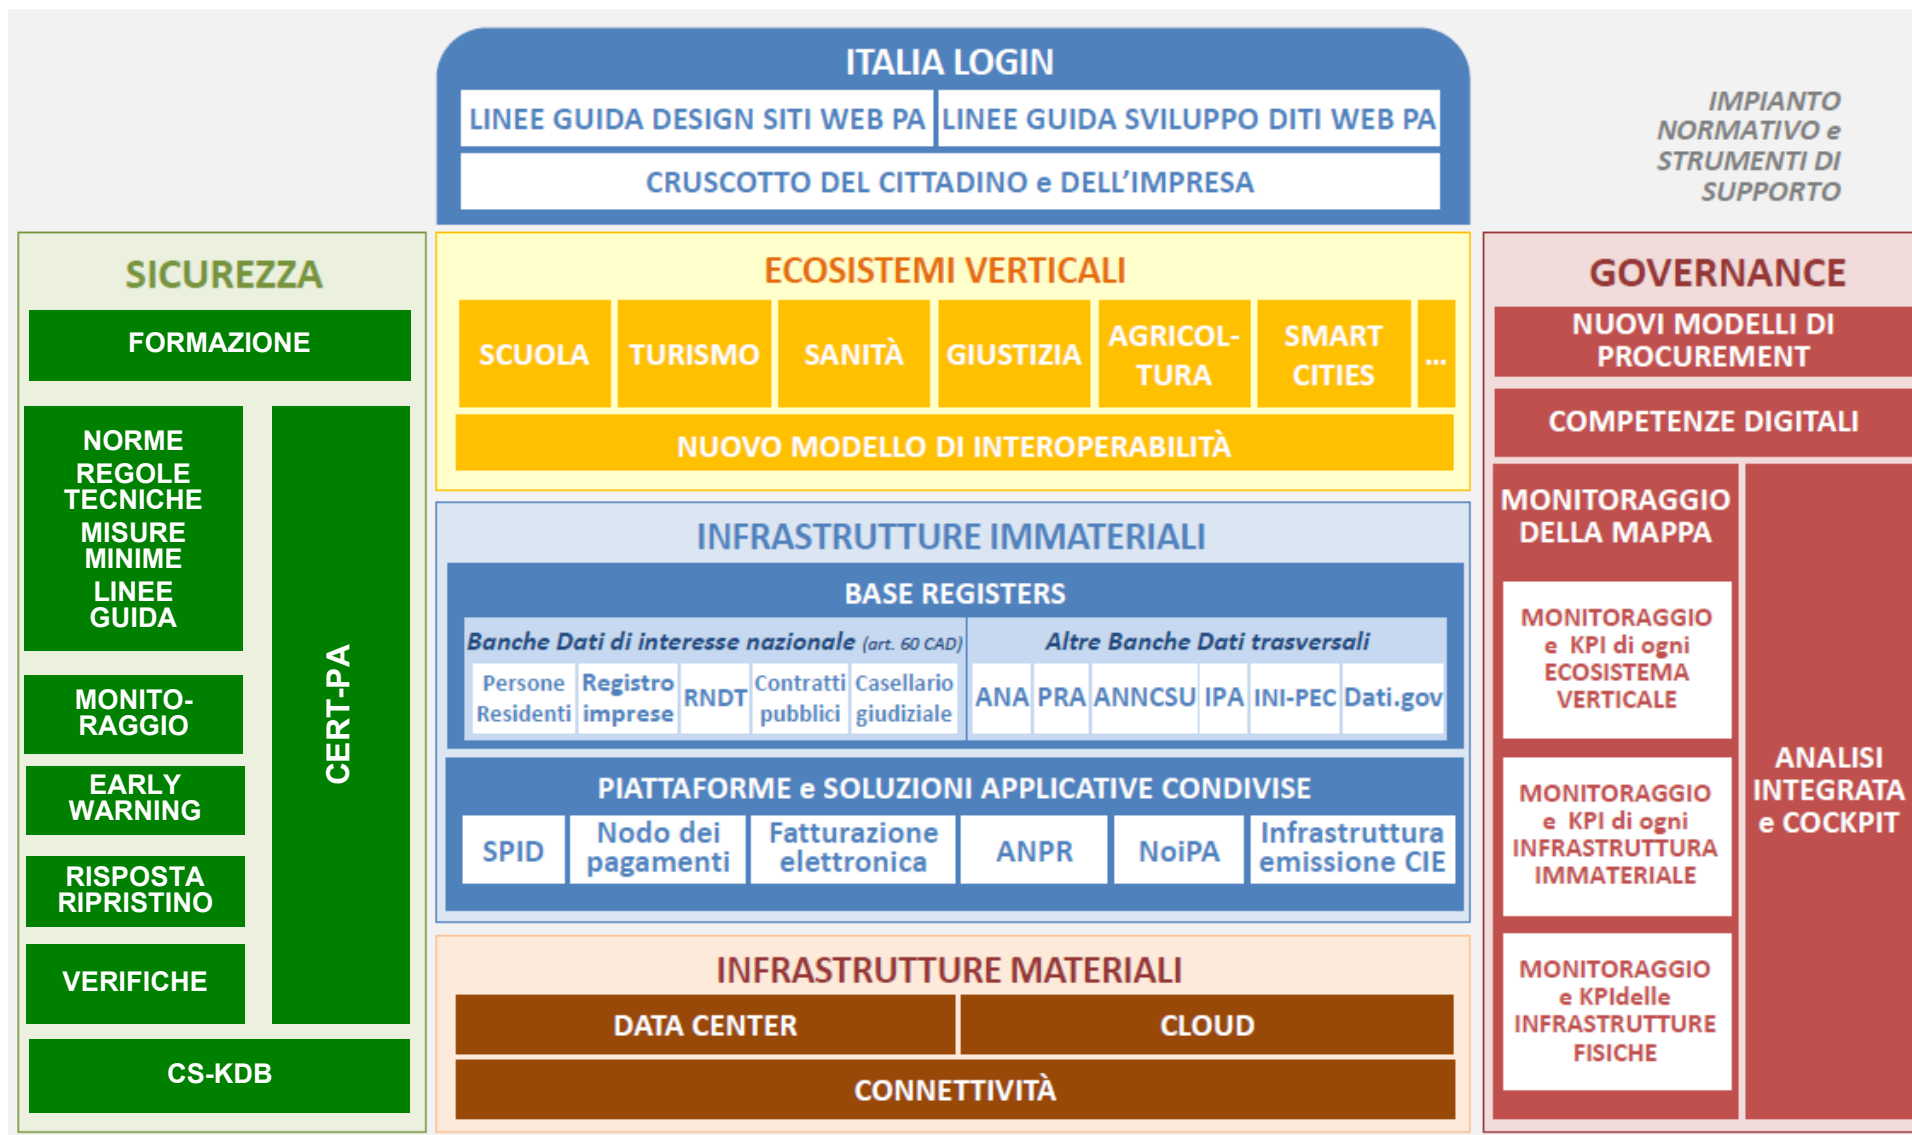 ITALIA LOGIN
LINEE GUIDA DESIGN SITI WEB PA
LINEE GUIDA SVILUPPO DITI WEB PA
CRUSCOTTO DEL CITTADINO e DELL'IMPRESA
IMPIANTO
NORMATIVO e
STRUMENTI DI
SUPPORTO
SICUREZZA
FORMAZIONE
NORME
REGOLE
TECNICHE
MISURE
MINIME
LINEE
GUIDA
MONITO-
RAGGIO
EARLY
WARNING
RISPOSTA
RIPRISTINO
VERIFICHE
CERT-PA
CS-KDB
ECOSISTEMI VERTICALI
SCUOLA
TURISMO
SANITÀ
GIUSTIZIA
AGRICOL-
TURA
SMART
CITIES
...
NUOVO MODELLO DI INTEROPERABILITÀ
INFRASTRUTTURE IMMATERIALI
BASE REGISTERS
Banche Dati di interesse nazionale (art. 60 CAD)
Persone
Residenti
Registro
imprese
RNDT
Contratti
pubblici
Casellario
giudiziale
Altre Banche Dati trasversali
ANA
PRA
ANNCSU
IPA
INI-PEC
Dati.gov
PIATTAFORME e SOLUZIONI APPLICATIVE CONDIVISE
SPID
Nodo dei
pagamenti
Fatturazione
elettronica
ANPR
NoiPA
Infrastruttura
emissione CIE
INFRASTRUTTURE MATERIALI
DATA CENTER
CLOUD
CONNETTIVITÀ
GOVERNANCE
NUOVI MODELLI DI
PROCUREMENT
COMPETENZE DIGITALI
MONITORAGGIO
DELLA MAPPA
MONITORAGGIO
e KPI di ogni
ECOSISTEMA
VERTICALE
MONITORAGGIO
e KPI di ogni
INFRASTRUTTURA
IMMATERIALE
MONITORAGGIO
e KPIdelle
INFRASTRUTTURE
FISICHE
ANALISI
INTEGRATA
e COCKPIT